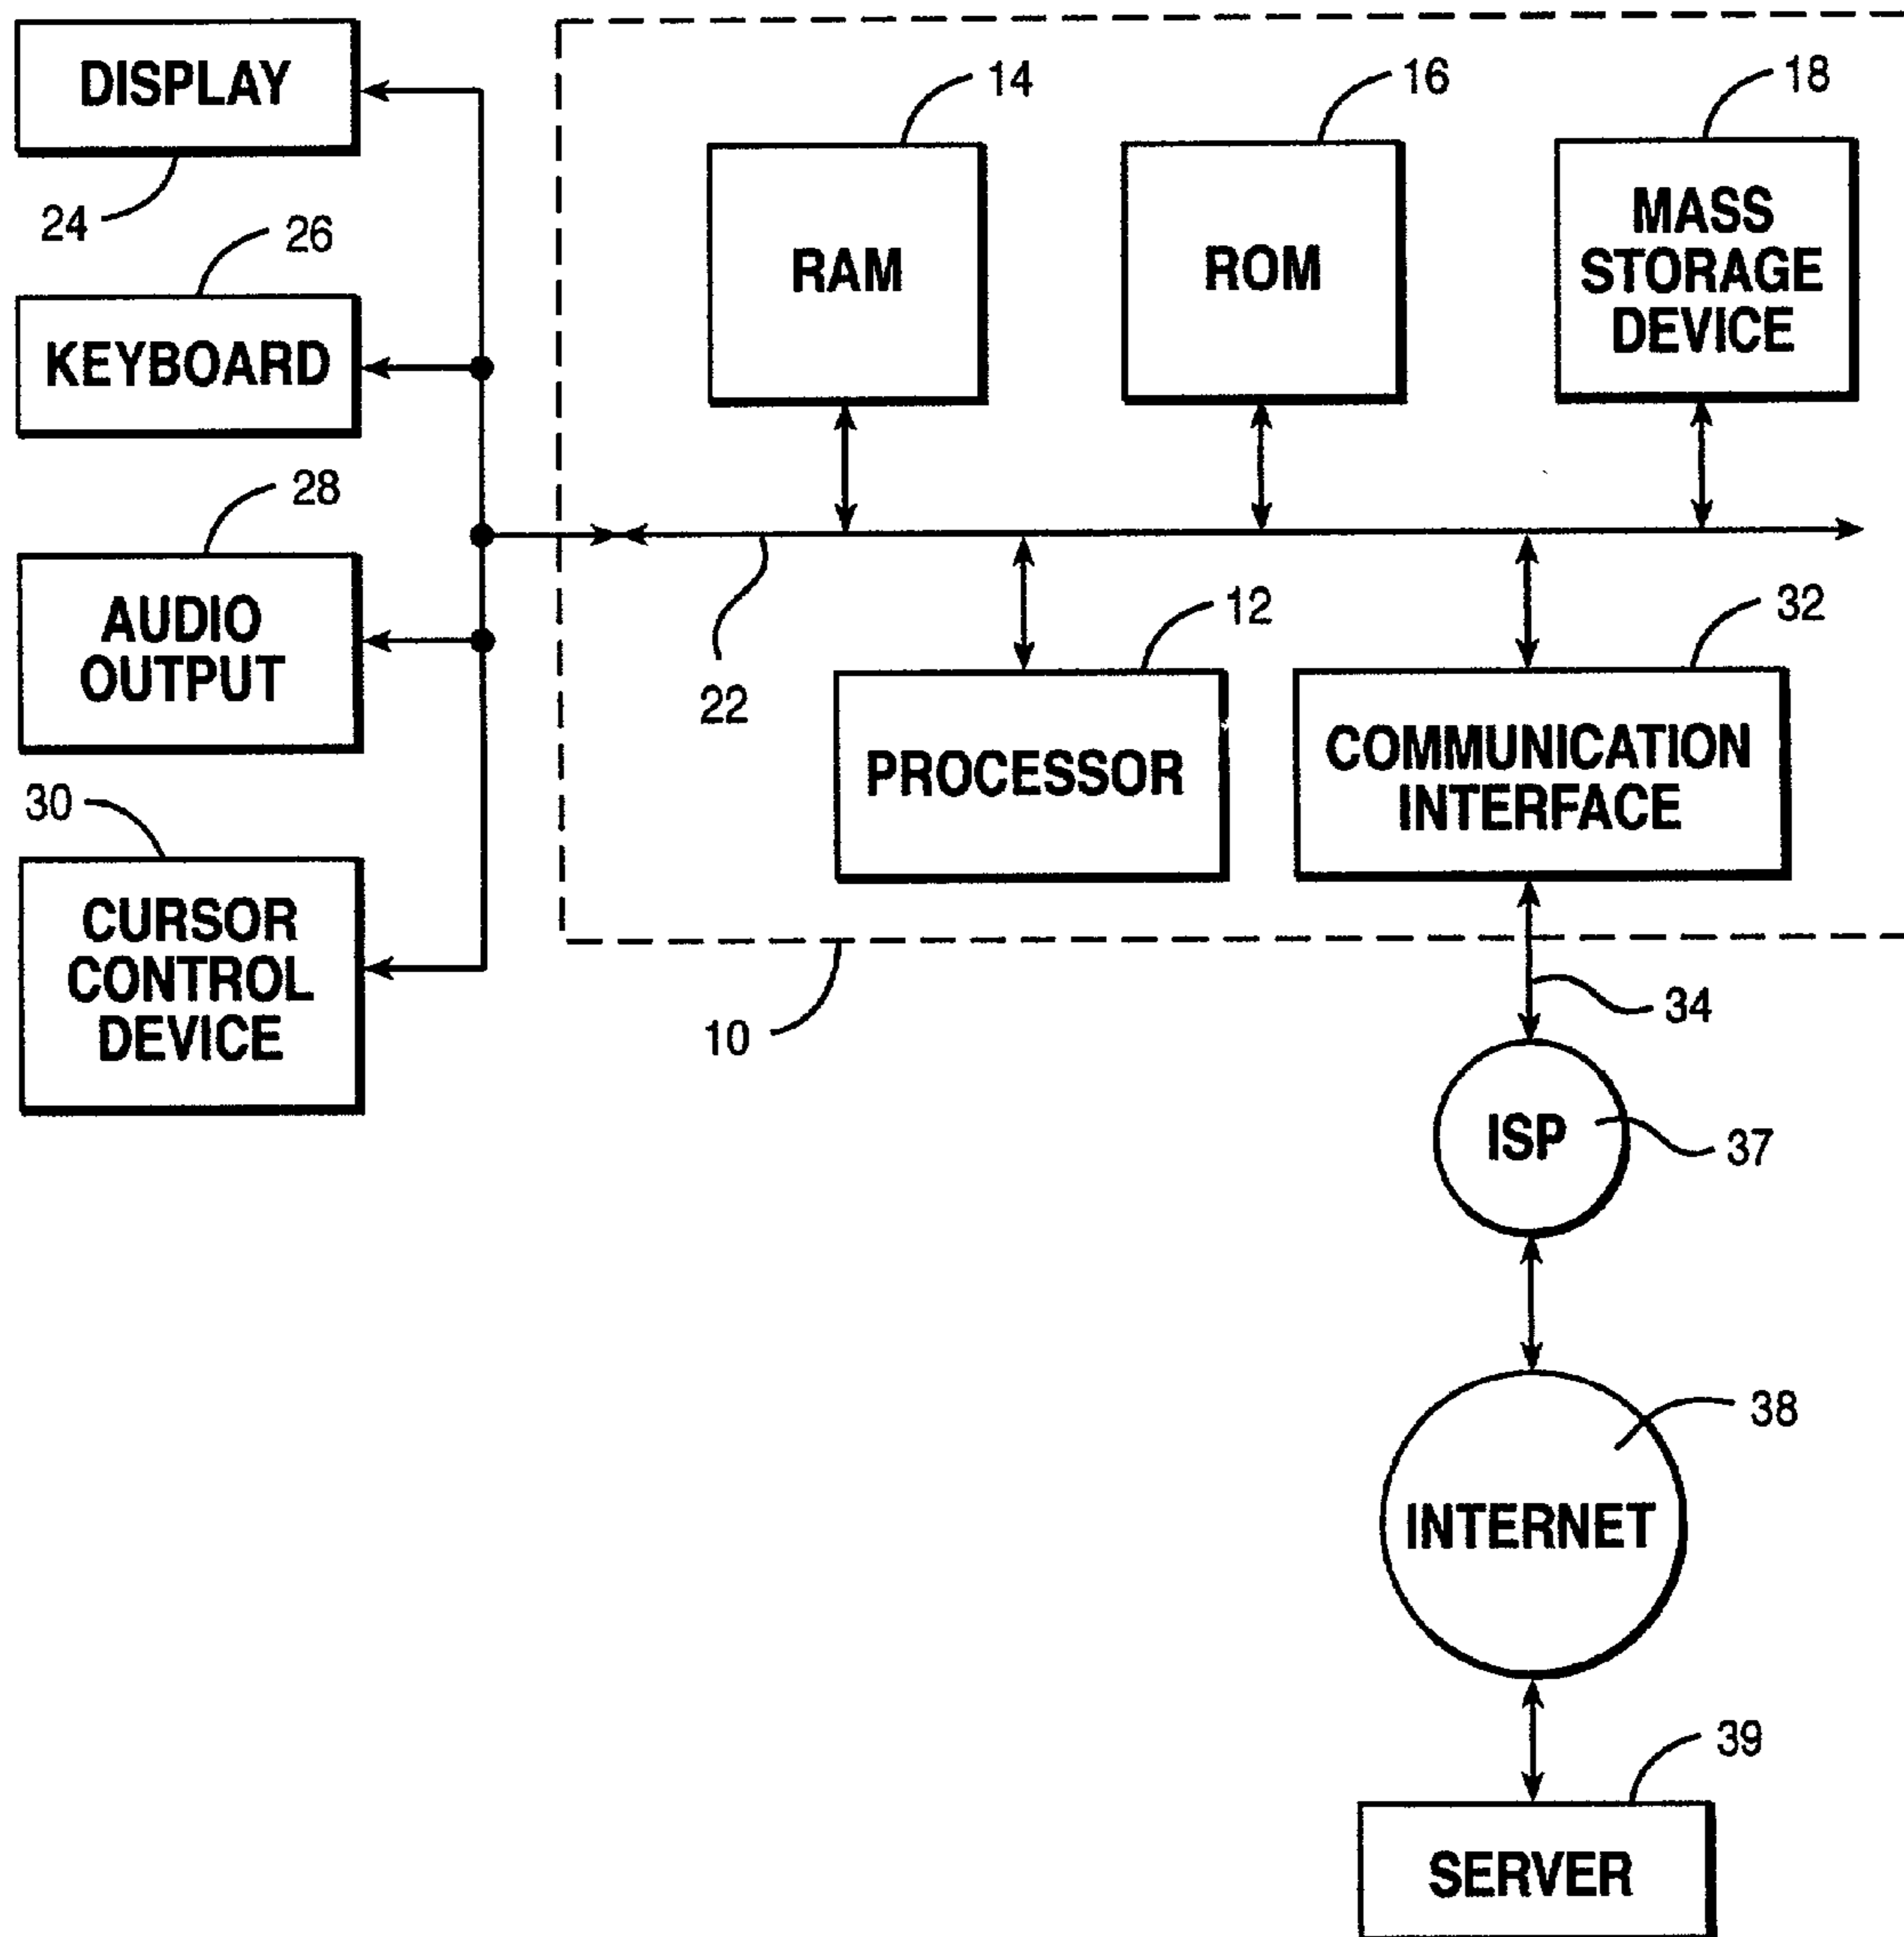 DISPLAY
24
26
KEYBOARD
28
AUDIO
OUTPUT
30
CURSOR
CONTROL
DEVICE
14
RAM
16
ROM
18
MASS
STORAGE
DEVICE
22
12
PROCESSOR
32
COMMUNICATION
INTERFACE
10
34
ISP
37
38
INTERNET
39
SERVER